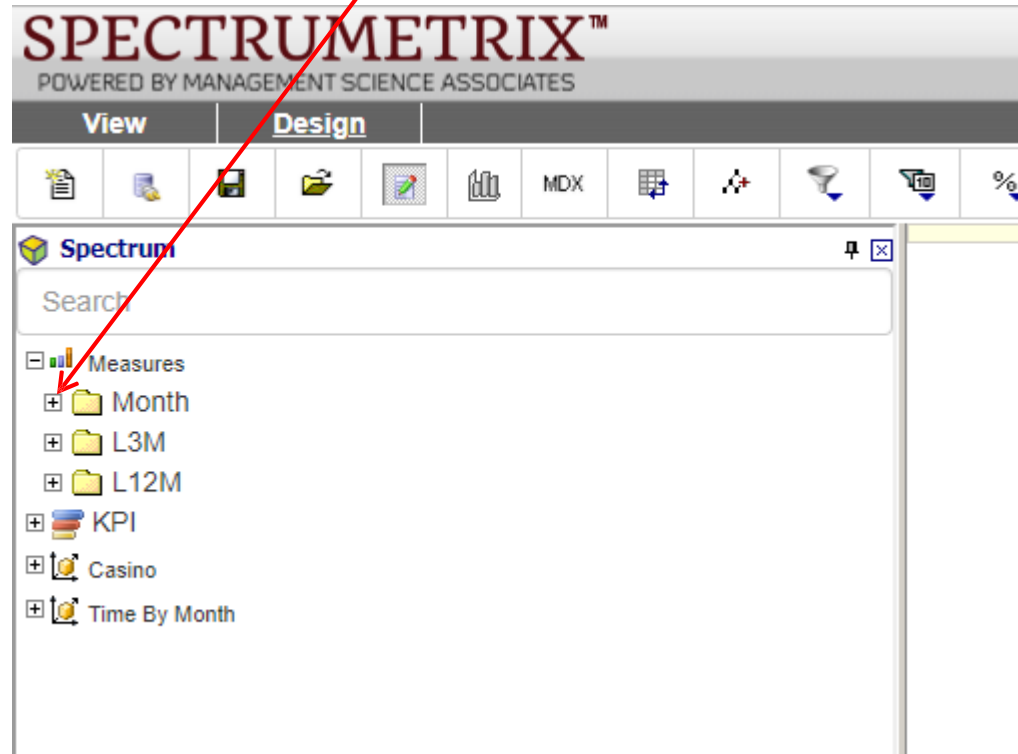 SPECTRUMETRIX™
POWERED BY MANAGEMENT SCIENCE ASSOCIATES
View Design
MDX 10 %
Spectrum
Search
Measures
Month
L3M
L12M
KPI
Casino
Time By Month